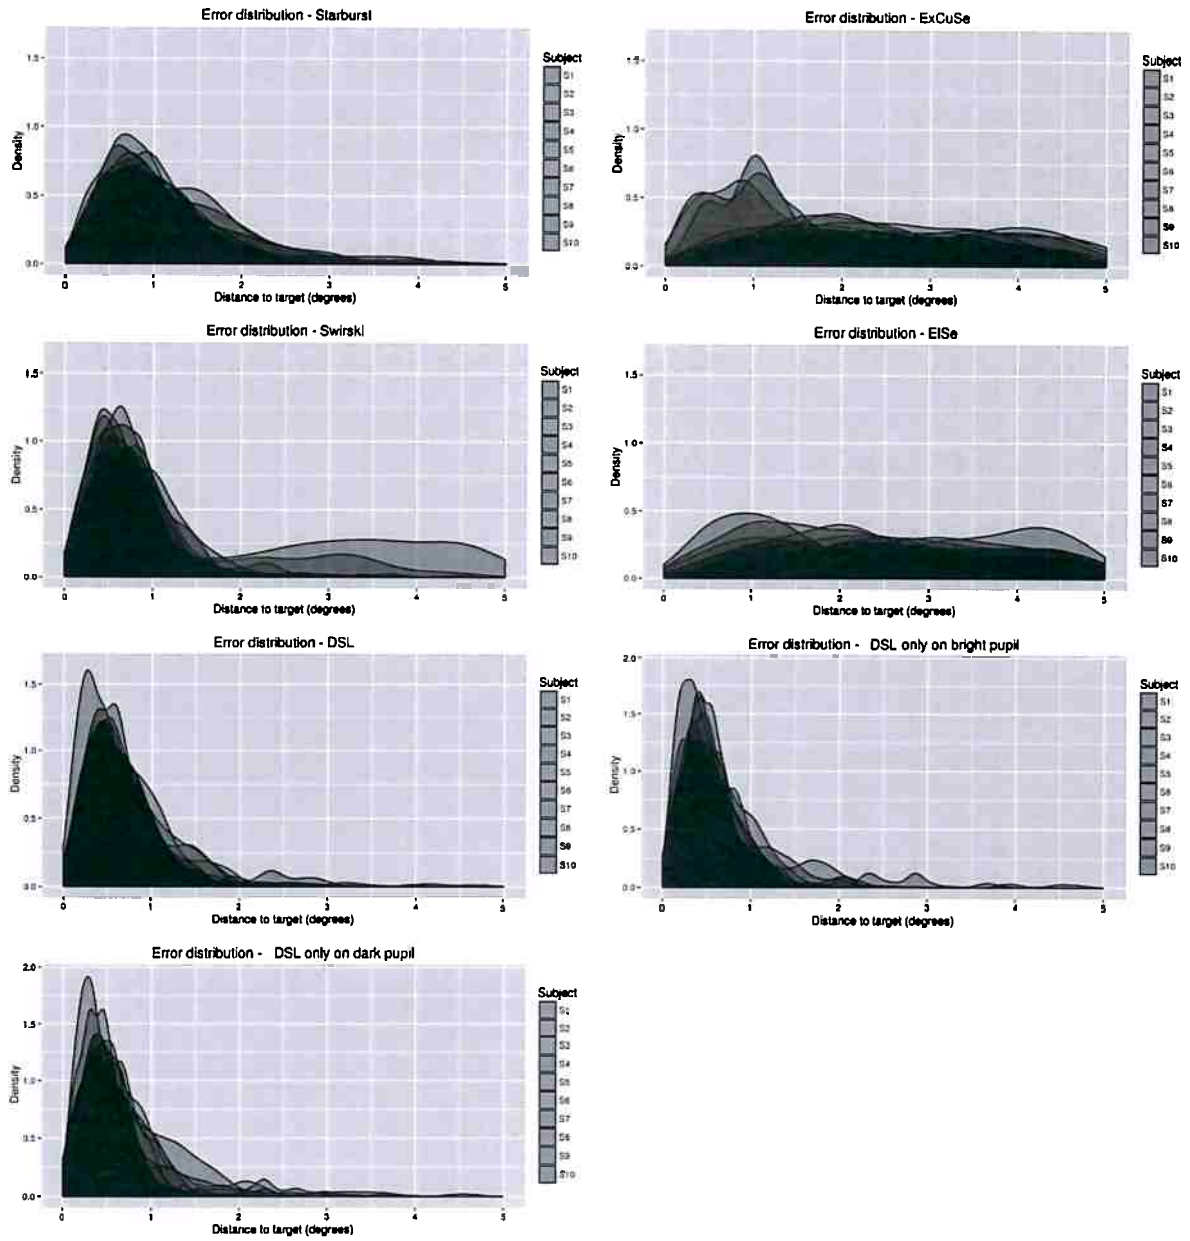 Error distribution - Starburst
Density
1.5
1.0
0.5
0.0
0 1 2 3 4 5
Distance to target (degrees)
Subject
S1
S2
S3
S4
S5
S6
S7
S8
S9
S10
Error distribution - ExCuSe
Density
1.0
0.5
0.0
0 1 2 3 4 5
Distance to target (degrees)
Subject
S1
S2
S3
S4
S5
S6
S7
S8
S9
S10
Error distribution - Swirski
Density
1.5
1.0
0.5
0.0
0 1 2 3 4 5
Distance to target (degrees)
Subject
S1
S2
S3
S4
S5
S6
S7
S8
S9
S10
Error distribution - ElSe
Density
1.5
1.0
0.5
0.0
0 1 2 3 4 5
Distance to target (degrees)
Subject
S1
S2
S3
S4
S5
S6
S7
S8
S9
S10
Error distribution - DSL
Density
1.5
1.0
0.5
0.0
0 1 2 3 4 5
Distance to target (degrees)
Subject
S1
S2
S3
S4
S5
S6
S7
S8
S9
S10
Error distribution - DSL only on bright pupil
Density
2.0
1.5
1.0
0.5
0.0
0 1 2 3 4 5
Distance to target (degrees)
Subject
S1
S2
S3
S4
S5
S6
S7
S8
S9
S10
Error distribution - DSL only on dark pupil
Density
2.0
1.5
1.0
0.5
0.0
0 1 2 3 4 5
Distance to target (degrees)
Subject
S1
S2
S3
S4
S5
S6
S7
S8
S9
S10